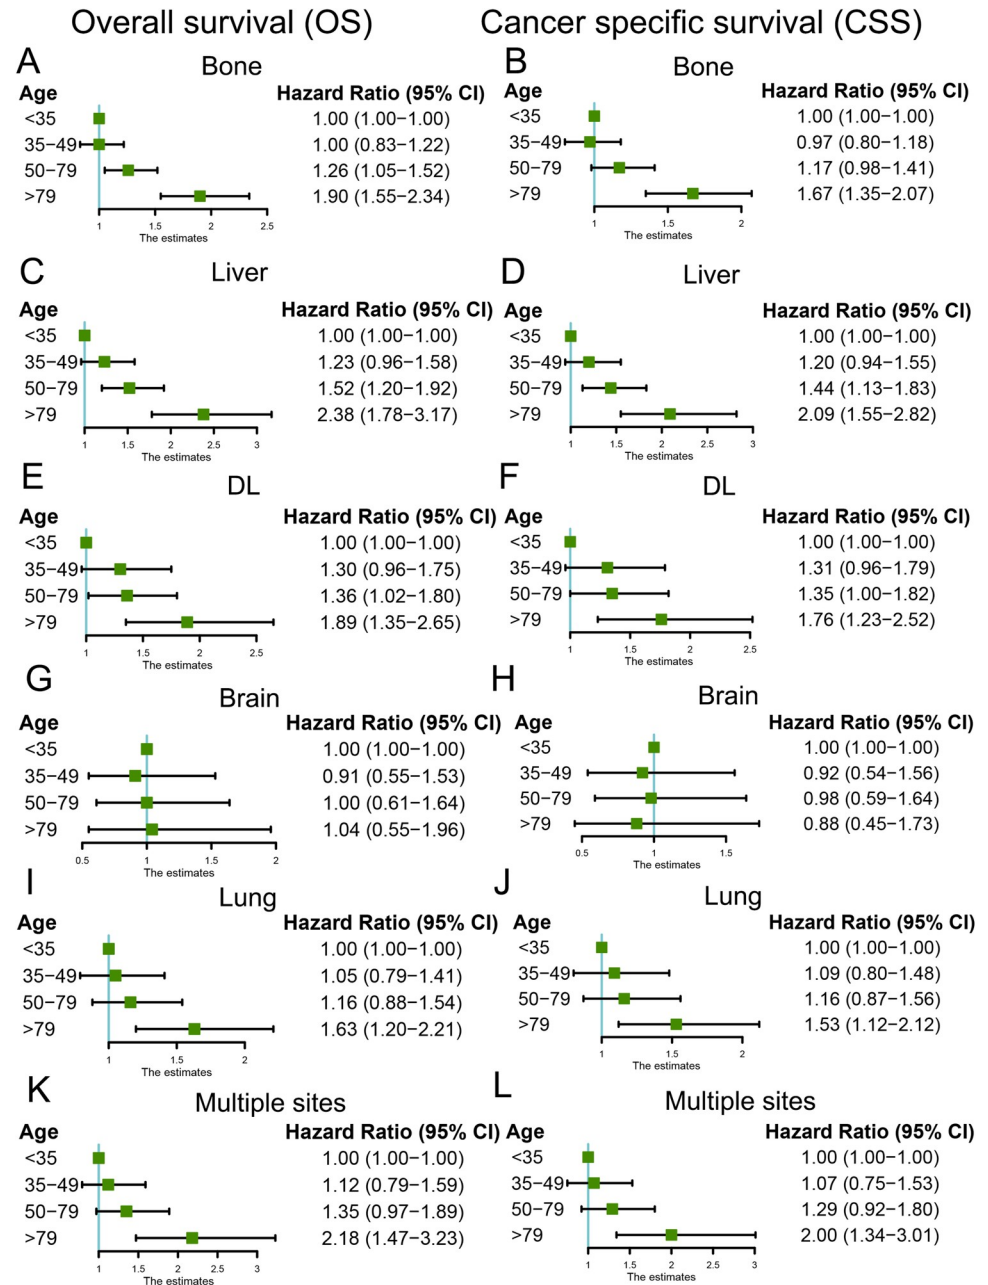 Overall survival (OS)
Cancer specific survival (CSS)
A
Bone
Age
Hazard Ratio (95% CI)
<35
1.00 (1.00−1.00)
35−49
1.00 (0.83−1.22)
50−79
1.26 (1.05−1.52)
>79
1.90 (1.55−2.34)
1 1.5 2 2.5
The estimates
B
Bone
Age
Hazard Ratio (95% CI)
<35
1.00 (1.00−1.00)
35−49
0.97 (0.80−1.18)
50−79
1.17 (0.98−1.41)
>79
1.67 (1.35−2.07)
1 1.5 2
The estimates
C
Liver
Age
Hazard Ratio (95% CI)
<35
1.00 (1.00−1.00)
35−49
1.23 (0.96−1.58)
50−79
1.52 (1.20−1.92)
>79
2.38 (1.78−3.17)
1 1.5 2 2.5 3
The estimates
D
Liver
Age
Hazard Ratio (95% CI)
<35
1.00 (1.00−1.00)
35−49
1.20 (0.94−1.55)
50−79
1.44 (1.13−1.83)
>79
2.09 (1.55−2.82)
1 1.5 2 2.5 3
The estimates
E
DL
Age
Hazard Ratio (95% CI)
<35
1.00 (1.00−1.00)
35−49
1.30 (0.96−1.75)
50−79
1.36 (1.02−1.80)
>79
1.89 (1.35−2.65)
1 1.5 2 2.5
The estimates
F
DL
Age
Hazard Ratio (95% CI)
<35
1.00 (1.00−1.00)
35−49
1.31 (0.96−1.79)
50−79
1.35 (1.00−1.82)
>79
1.76 (1.23−2.52)
1 1.5 2 2.5
The estimates
G
Brain
Age
Hazard Ratio (95% CI)
<35
1.00 (1.00−1.00)
35−49
0.91 (0.55−1.53)
50−79
1.00 (0.61−1.64)
>79
1.04 (0.55−1.96)
0.5 1 1.5 2
The estimates
H
Brain
Age
Hazard Ratio (95% CI)
<35
1.00 (1.00−1.00)
35−49
0.92 (0.54−1.56)
50−79
0.98 (0.59−1.64)
>79
0.88 (0.45−1.73)
0.5 1 1.5
The estimates
I
Lung
Age
Hazard Ratio (95% CI)
<35
1.00 (1.00−1.00)
35−49
1.05 (0.79−1.41)
50−79
1.16 (0.88−1.54)
>79
1.63 (1.20−2.21)
1 1.5 2
The estimates
J
Lung
Age
Hazard Ratio (95% CI)
<35
1.00 (1.00−1.00)
35−49
1.09 (0.80−1.48)
50−79
1.16 (0.87−1.56)
>79
1.53 (1.12−2.12)
1 1.5 2
The estimates
K
Multiple sites
Age
Hazard Ratio (95% CI)
<35
1.00 (1.00−1.00)
35−49
1.12 (0.79−1.59)
50−79
1.35 (0.97−1.89)
>79
2.18 (1.47−3.23)
1 1.5 2 2.5 3
The estimates
L
Multiple sites
Age
Hazard Ratio (95% CI)
<35
1.00 (1.00−1.00)
35−49
1.07 (0.75−1.53)
50−79
1.29 (0.92−1.80)
>79
2.00 (1.34−3.01)
1 1.5 2 2.5 3
The estimates